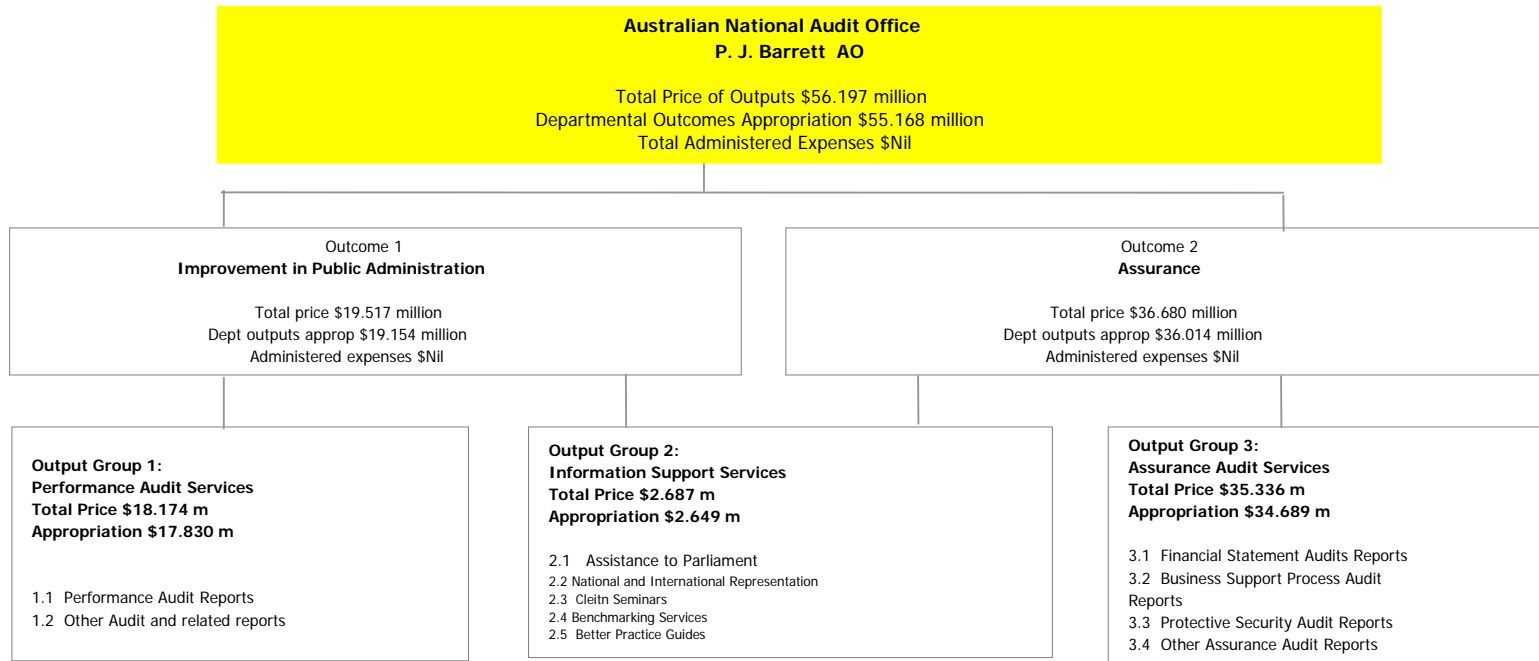 Australian National Audit Office
P. J. Barrett AO
Total Price of Outputs $56.197 million
Departmental Outcomes Appropriation $55.168 million
Total Administered Expenses $Nil
Outcome 1
Improvement in Public Administration
Total price $19.517 million
Dept outputs approp $19.154 million
Administered expenses $Nil
Outcome 2
Assurance
Total price $36.680 million
Dept outputs approp $36.014 million
Administered expenses $Nil
Output Group 1:
Performance Audit Services
Total Price $18.174 m
Appropriation $17.830 m
1.1 Performance Audit Reports
1.2 Other Audit and related reports
Output Group 2:
Information Support Services
Total Price $2.687 m
Appropriation $2.649 m
2.1 Assistance to Parliament
2.2 National and International Representation
2.3 Cleitn Seminars
2.4 Benchmarking Services
2.5 Better Practice Guides
Output Group 3:
Assurance Audit Services
Total Price $35.336 m
Appropriation $34.689 m
3.1 Financial Statement Audits Reports
3.2 Business Support Process Audit
Reports
3.3 Protective Security Audit Reports
3.4 Other Assurance Audit Reports